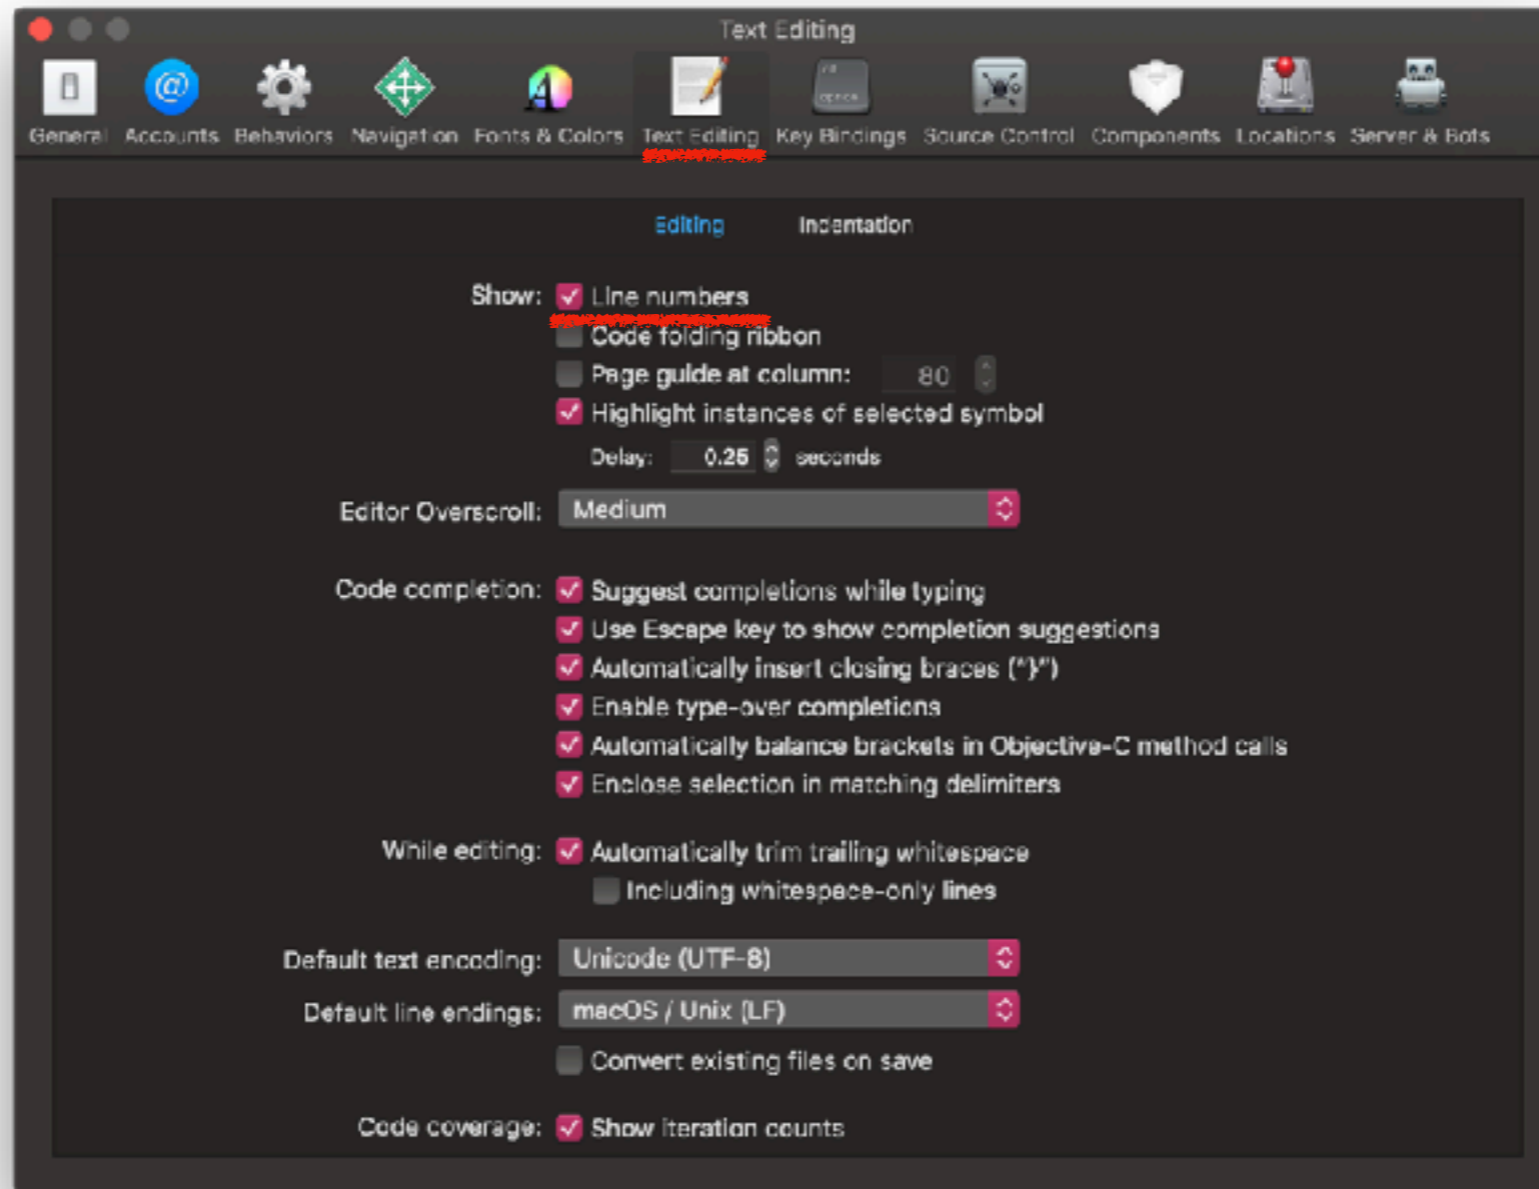 Text Editing
General Accounts Behaviors Navigation Fonts & Colors Text Editing Key Bindings Source Control Components Locations Server & Bots
Editing Indentation
Show: Line numbers
Code folding ribbon
Page guide at column: 80
Highlight instances of selected symbol
Delay: 0.25 seconds
Editor Overscroll: Medium
Code completion: Suggest completions while typing
Use Escape key to show completion suggestions
Automatically insert closing braces ("}")
Enable type-over completions
Automatically balance brackets in Objective-C method calls
Enclose selection in matching delimiters
While editing: Automatically trim trailing whitespace
Including whitespace-only lines
Default text encoding: Unicode (UTF-8)
Default line endings: macOS / Unix (LF)
Convert existing files on save
Code coverage: Show iteration counts